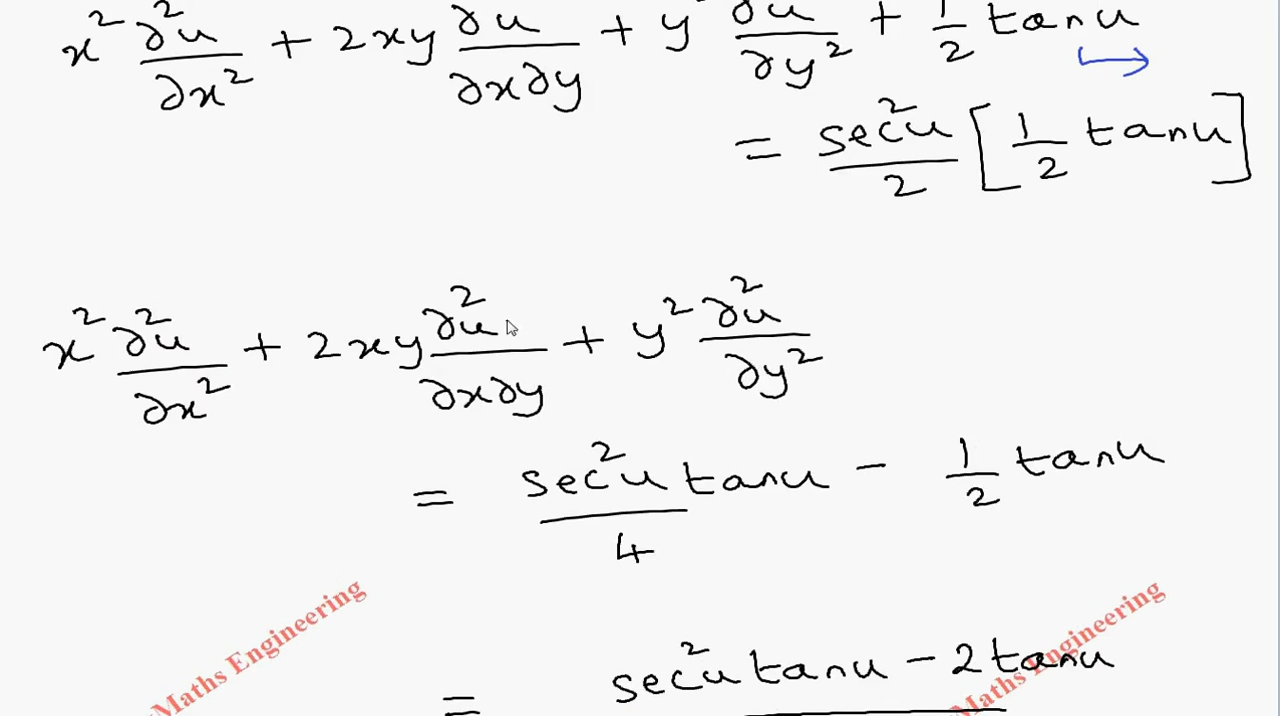 x² ∂²u/∂x² + 2xy ∂u/∂x∂y + y² ∂u/∂y² + 1/2 tanu
= sec²u/2 [1/2 tanu]
x² ∂²u/∂x² + 2xy ∂²u/∂x∂y + y² ∂²u/∂y²
= sec²u/4 tanu - 1/2 tanu
Maths Engineering
Maths Engineering
= sec²u tanu - 2tanu